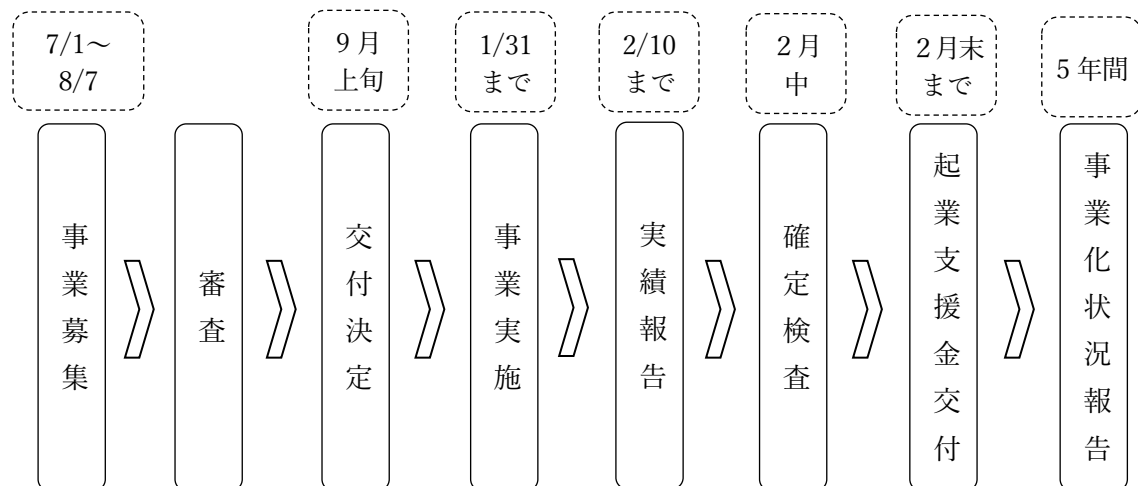 7/1～
8/7
9 月
上旬
1/31
まで
2/10
まで
2 月
中
2 月末
まで
5 年間
事業募集
審査
交付決定
事業実施
実績報告
確定検査
起業支援金交付
事業化状況報告